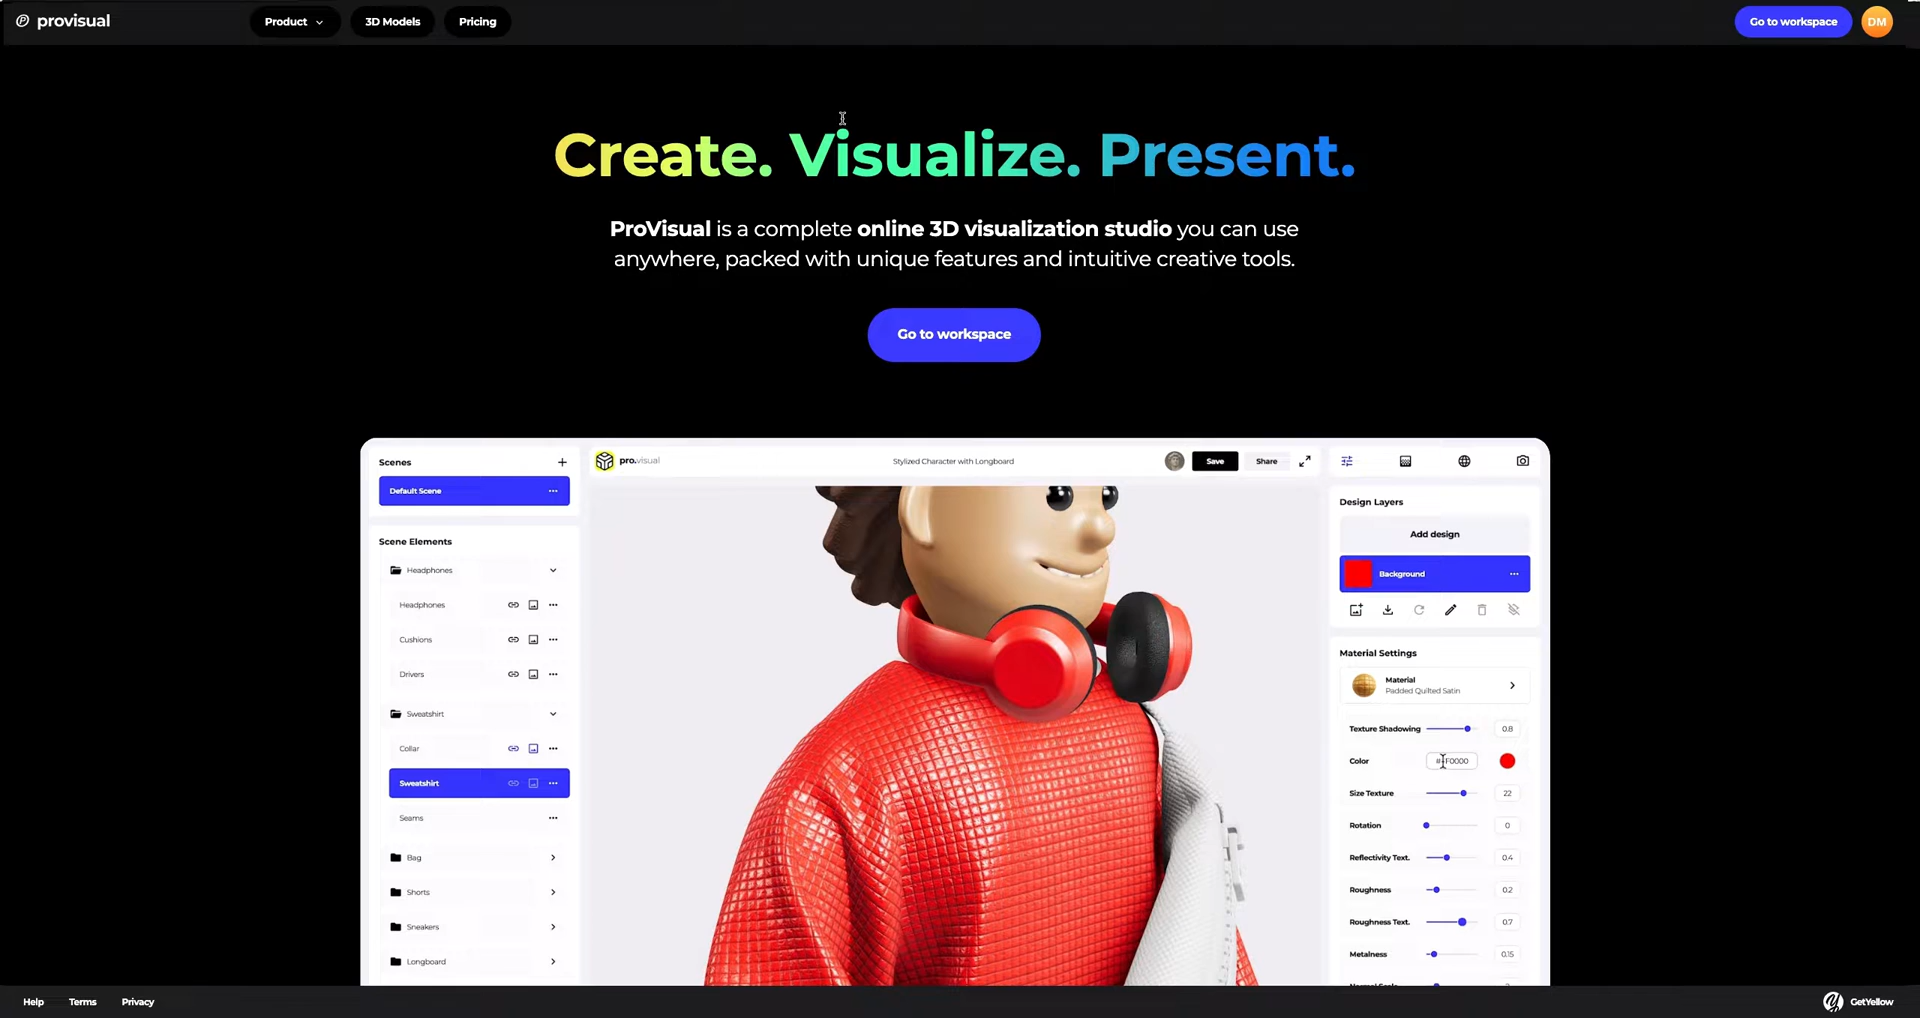 provisual
Product
3D Models
Pricing
Go to workspace
DM
Create. Visualize. Present.
ProVisual is a complete online 3D visualization studio you can use
anywhere, packed with unique features and intuitive creative tools.
Go to workspace
Scenes
Default Scene
Scene Elements
Headphones
Headphones
Cushions
Drivers
Sweatshirt
Collar
Sweatshirt
Seams
Bag
Shorts
Sneakers
Longboard
pro.visual
Stylized Character with Longboard
Save
Share
Design Layers
Add design
Background
Material Settings
Material
Padded Quilted Satin
Texture Shadowing 0.8
Color
Size Texture 22
Rotation 0
Reflectivity Text. 0.4
Roughness 0.2
Roughness Text. 0.7
Metalness 0.15
Help
Terms
Privacy
GetYellow